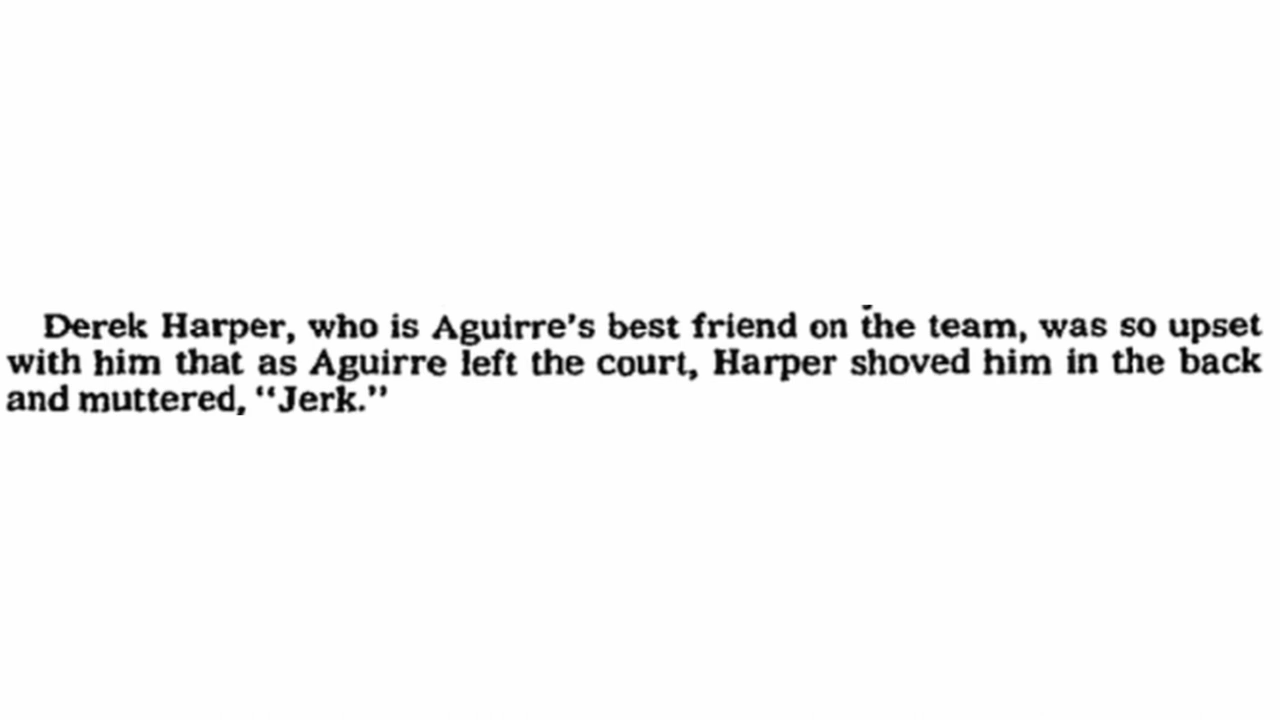 Derek Harper, who is Aguirre's best friend on the team, was so upset
with him that as Aguirre left the court, Harper shoved him in the back
and muttered, “Jerk.”